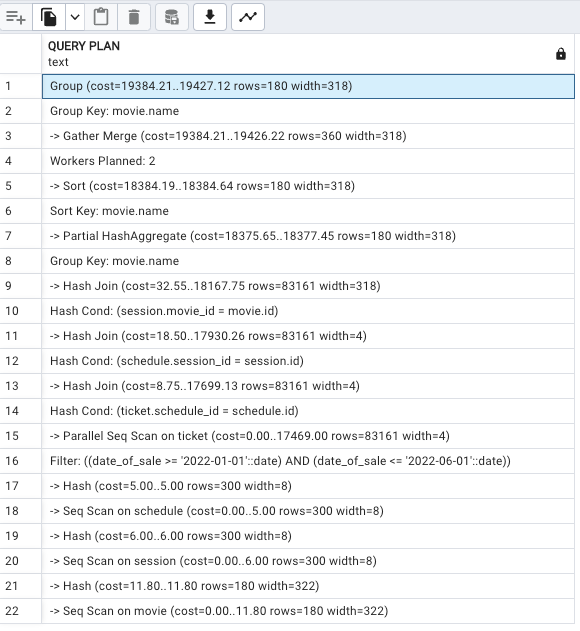 QUERY PLAN
text
1 Group (cost=19384.21..19427.12 rows=180 width=318)
2 Group Key: movie.name
3 -> Gather Merge (cost=19384.21..19426.22 rows=360 width=318)
4 Workers Planned: 2
5 -> Sort (cost=18384.19..18384.64 rows=180 width=318)
6 Sort Key: movie.name
7 -> Partial HashAggregate (cost=18375.65..18377.45 rows=180 width=318)
8 Group Key: movie.name
9 -> Hash Join (cost=32.55..18167.75 rows=83161 width=318)
10 Hash Cond: (session.movie_id = movie.id)
11 -> Hash Join (cost=18.50..17930.26 rows=83161 width=4)
12 Hash Cond: (schedule.session_id = session.id)
13 -> Hash Join (cost=8.75..17699.13 rows=83161 width=4)
14 Hash Cond: (ticket.schedule_id = schedule.id)
15 -> Parallel Seq Scan on ticket (cost=0.00..17469.00 rows=83161 width=4)
16 Filter: ((date_of_sale >= '2022-01-01'::date) AND (date_of_sale <= '2022-06-01'::date))
17 -> Hash (cost=5.00..5.00 rows=300 width=8)
18 -> Seq Scan on schedule (cost=0.00..5.00 rows=300 width=8)
19 -> Hash (cost=6.00..6.00 rows=300 width=8)
20 -> Seq Scan on session (cost=0.00..6.00 rows=300 width=8)
21 -> Hash (cost=11.80..11.80 rows=180 width=322)
22 -> Seq Scan on movie (cost=0.00..11.80 rows=180 width=322)